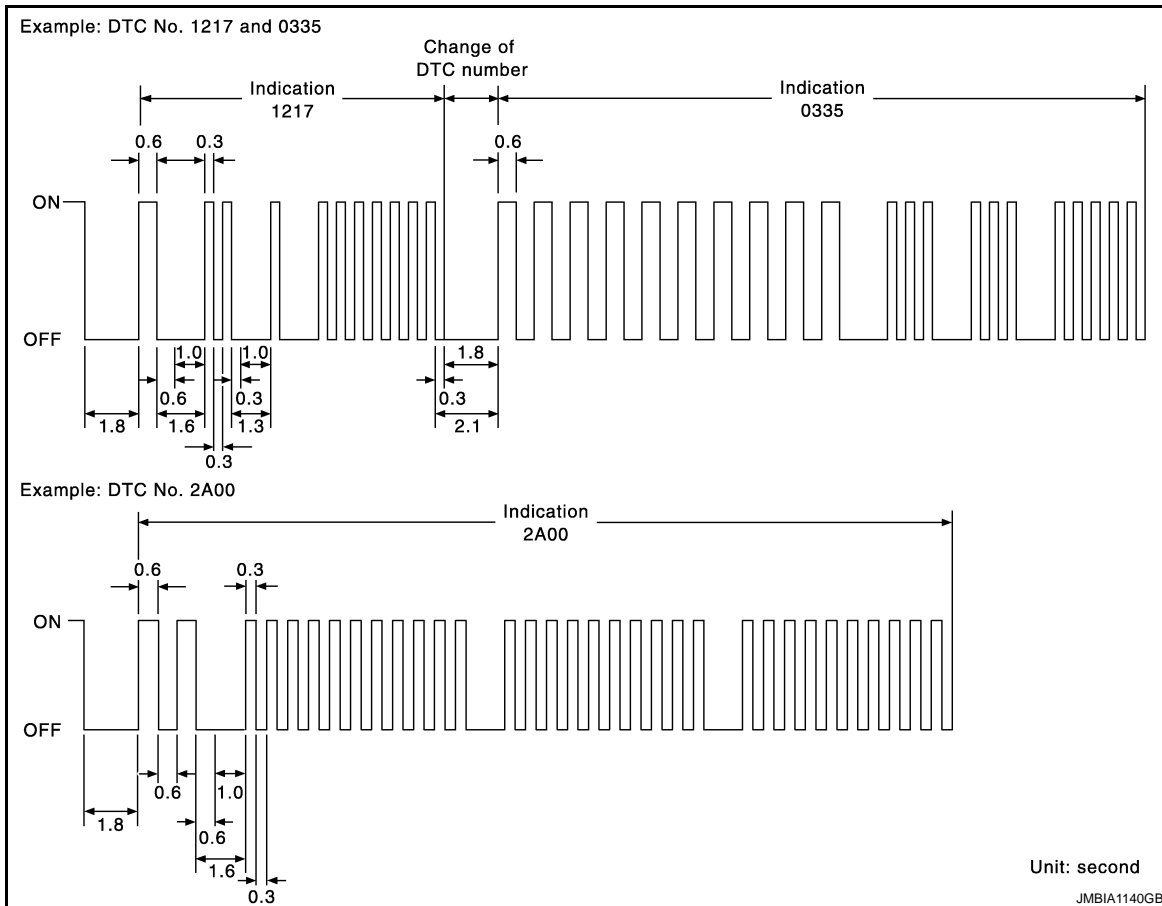 Example: DTC No. 1217 and 0335
Change of
DTC number
Indication
1217
Indication
0335
0.6
0.3
0.6
ON
OFF
1.0
1.0
1.8
0.6
0.3
0.3
1.8
1.6
1.3
2.1
0.3
Example: DTC No. 2A00
Indication
2A00
0.6
0.3
ON
OFF
0.6
1.0
1.8
0.6
1.6
0.3
Unit: second
JMBIA1140GB